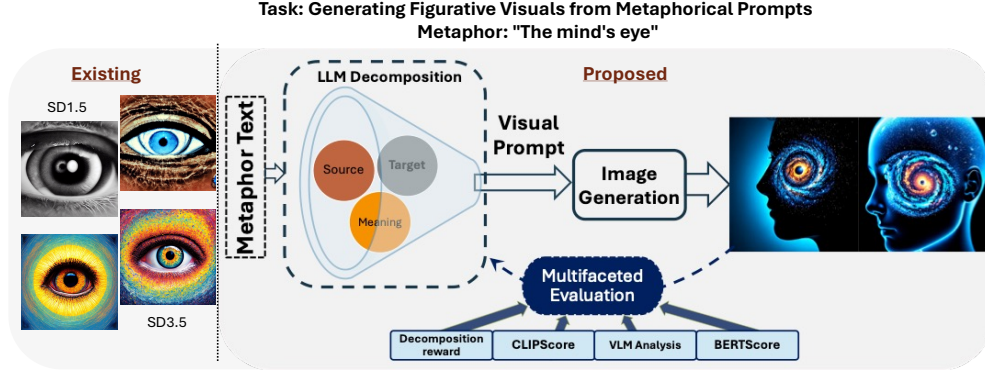 Task: Generating Figurative Visuals from Metaphorical Prompts
Metaphor: "The mind's eye"
Existing
SD1.5
SD3.5
Proposed
Metaphor Text
LLM Decomposition
Source
Target
Meaning
Visual
Prompt
Image
Generation
Multifaceted
Evaluation
Decomposition
reward
CLIPScore
VLM Analysis
BERTScore